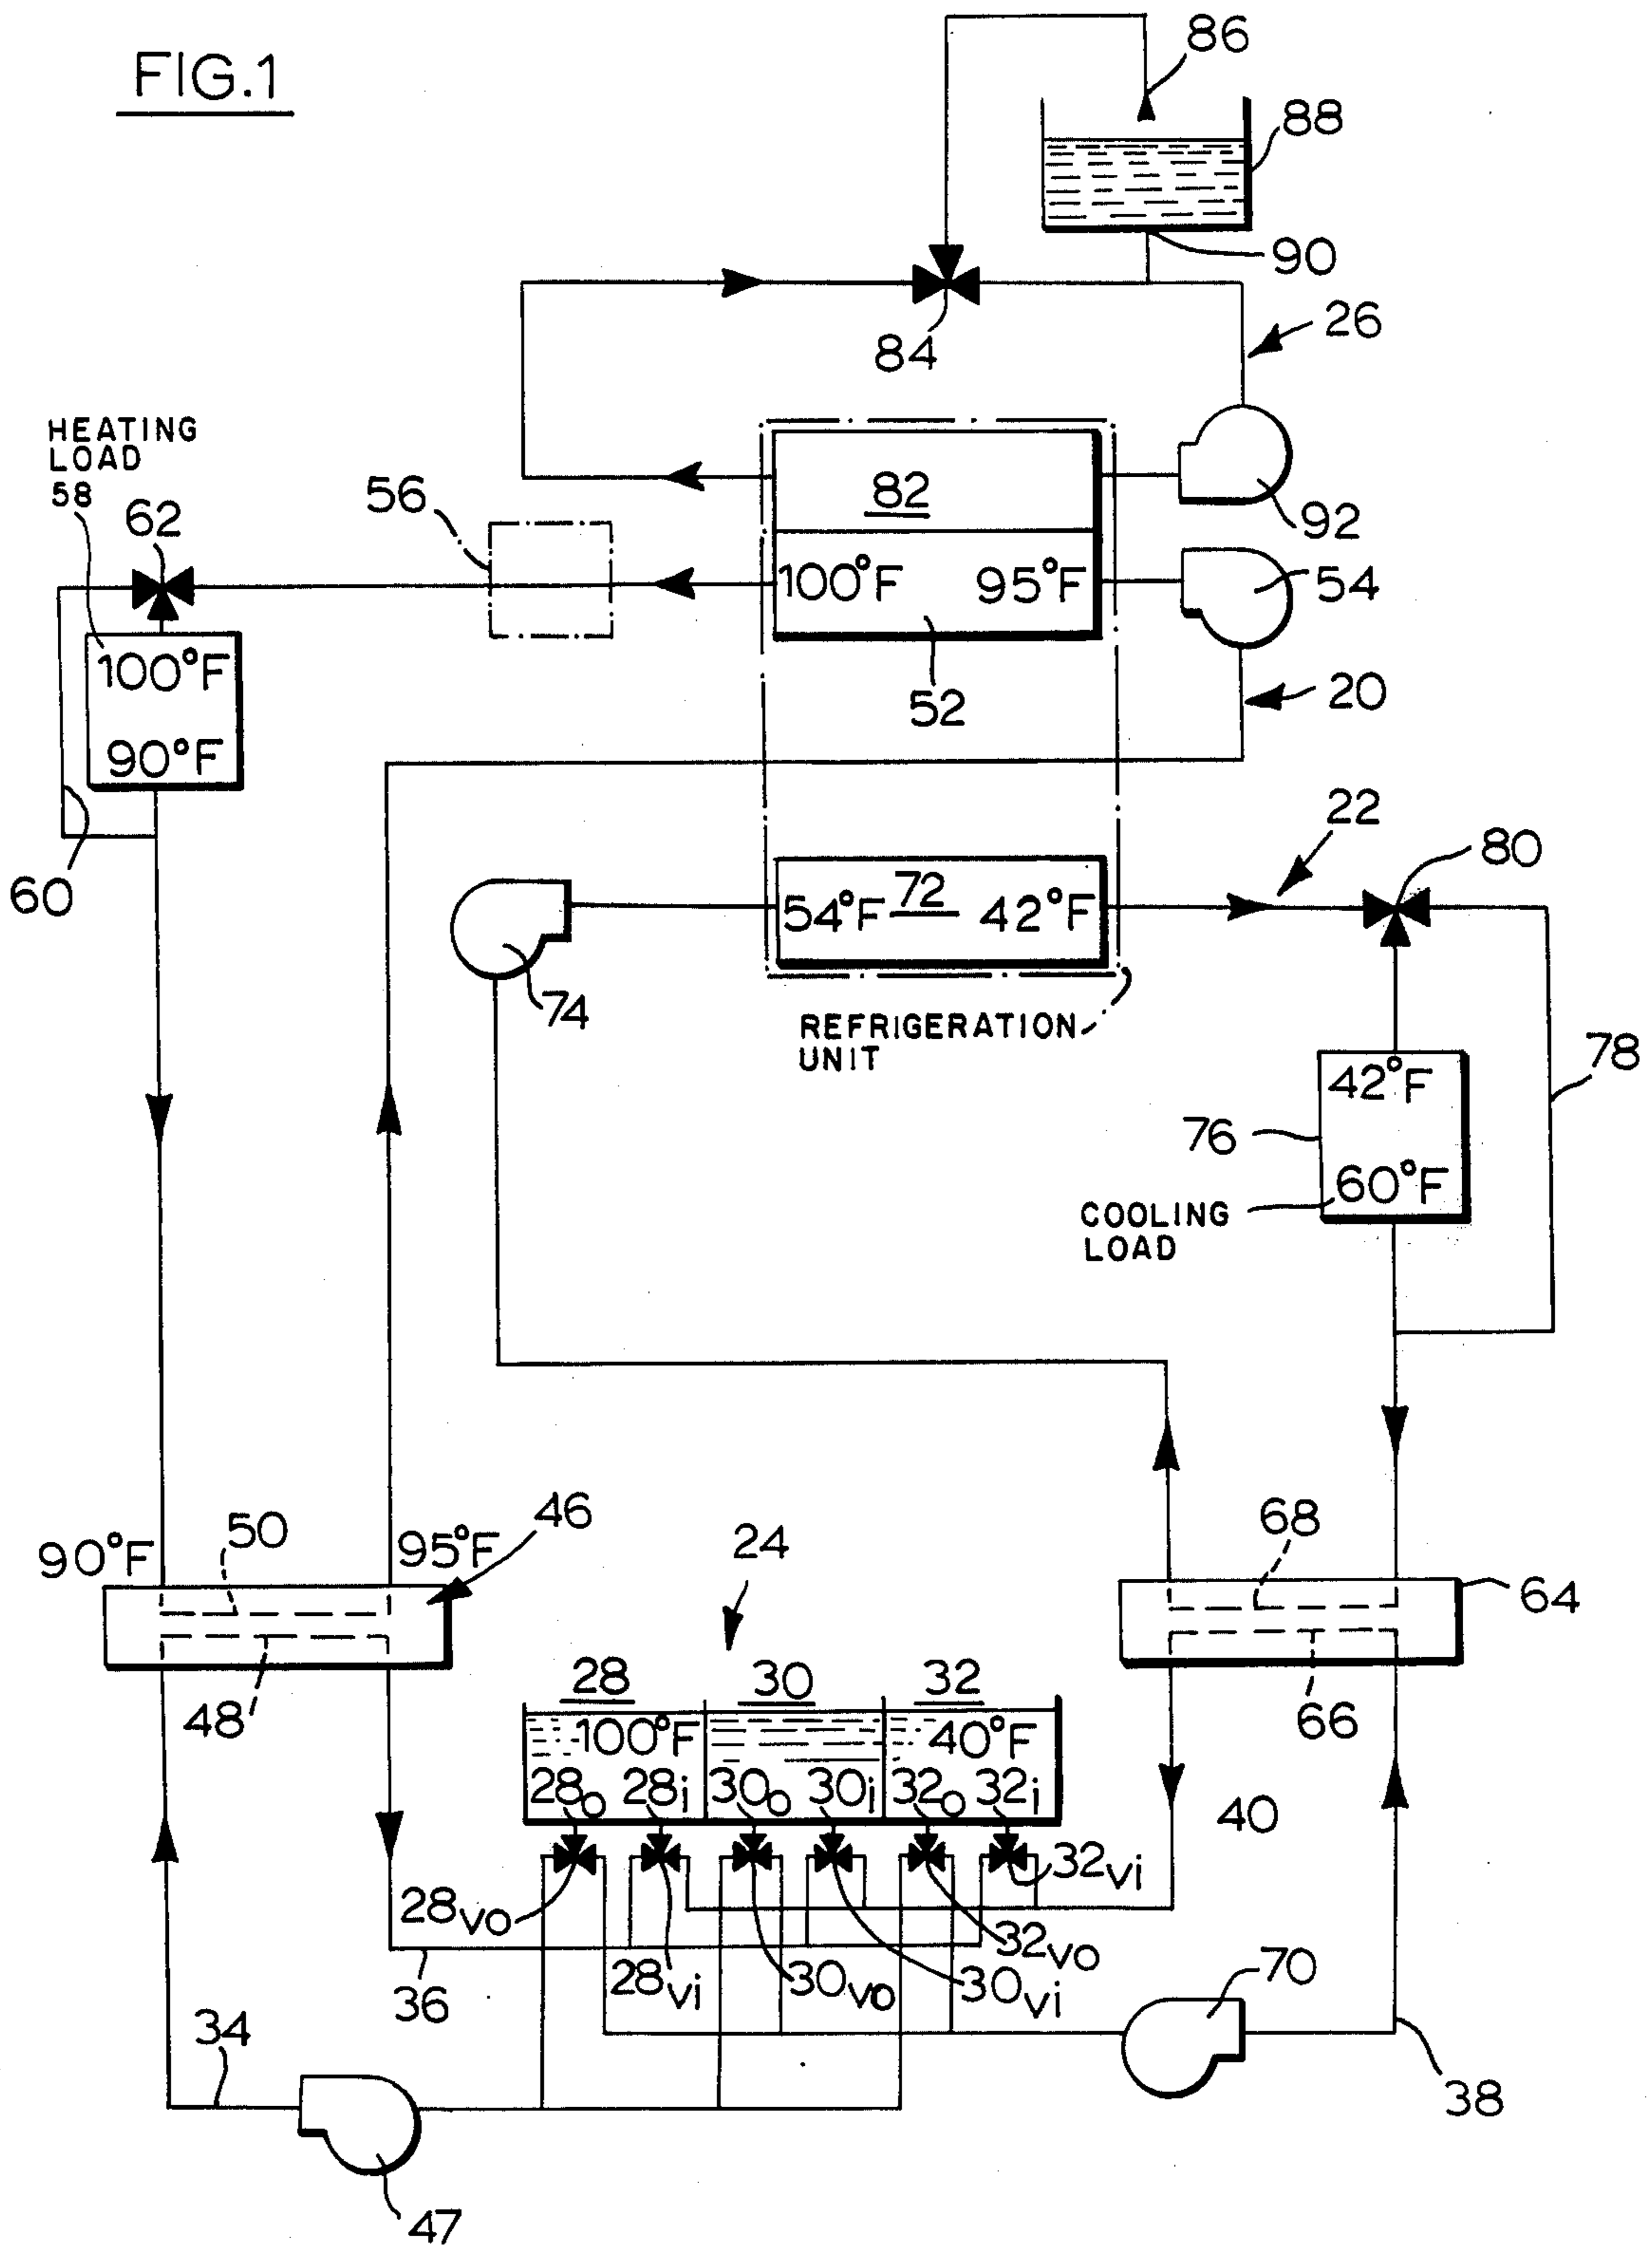 FIG.1
86
88
90
84
26
HEATING
LOAD
58
62
56
82
92
100°F 95°F
54
100°F
90°F
52
20
60
22
80
54°F 72 42°F
74
REFRIGERATION
UNIT
78
42°F
76
60°F
COOLING
LOAD
90°F
50
95°F
46
24
68
64
48
28
30
32
66
100°F
40°F
28o
28i
30o
30i
32o
32i
40
28vo
32vi
32vo
28vi
30vo
30vi
36
70
34
38
47